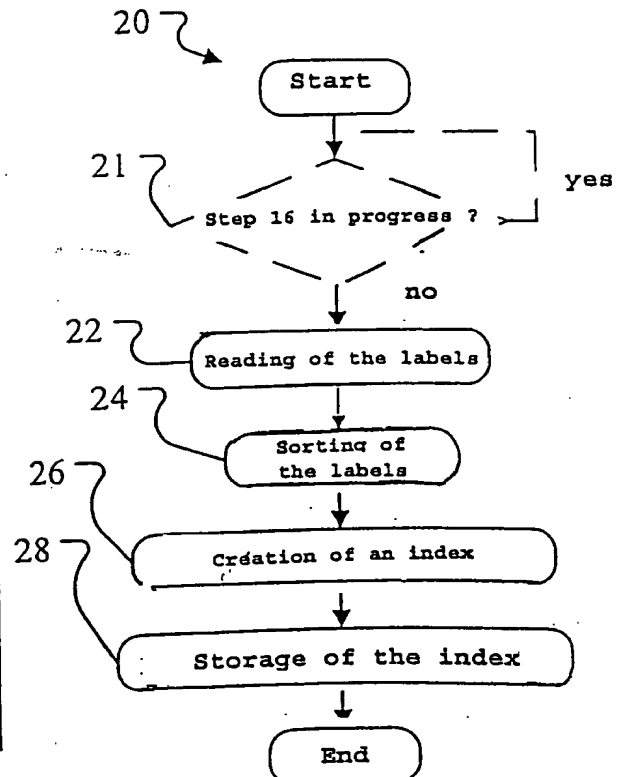 20
Start
21
Step 16 in progress ?
yes
no
22
Reading of the labels
24
Sorting of
the labels
26
Creation of an index
28
Storage of the index
End